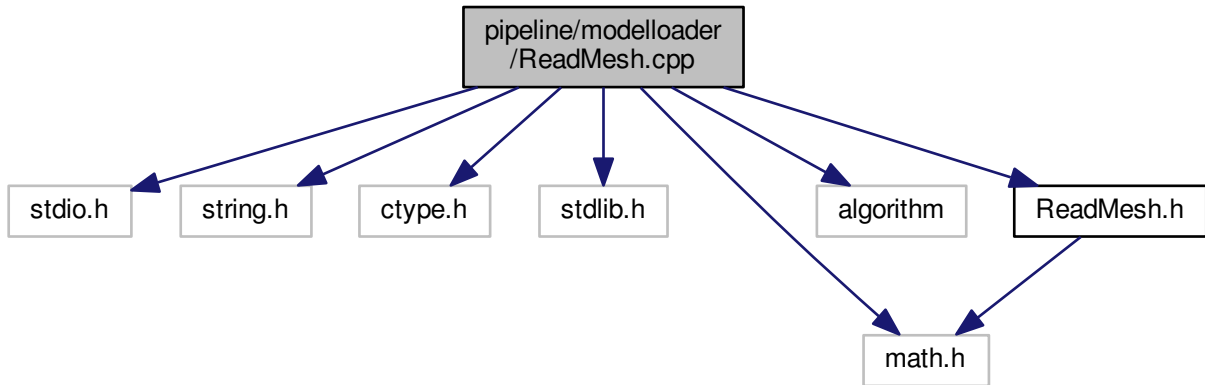 pipeline/modelloader
/ReadMesh.cpp
stdio.h
string.h
ctype.h
stdlib.h
algorithm
ReadMesh.h
math.h